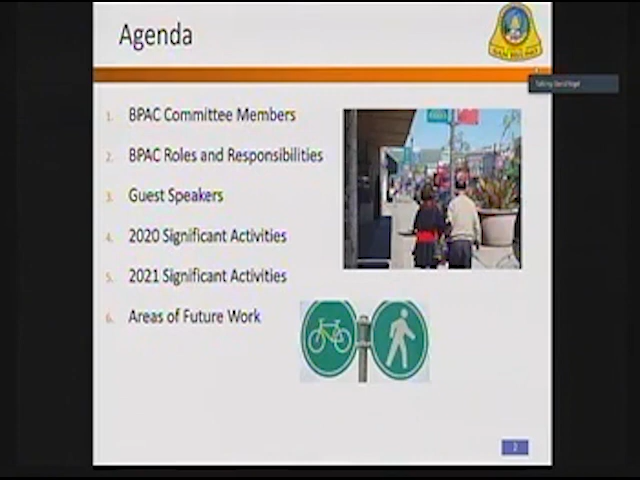 Agenda
1. BPAC Committee Members
2. BPAC Roles and Responsibilities
3. Guest Speakers
4. 2020 Significant Activities
5. 2021 Significant Activities
6. Areas of Future Work
2